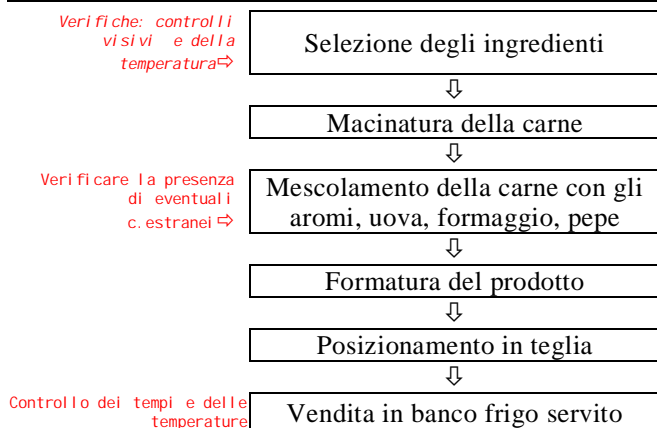 Verifiche: controlli
visivi e della
temperatura⇨
Selezione degli ingredienti
⇩
Macinatura della carne
⇩
Verificare la presenza
di eventuali
c.estranei ⇨
Mescolamento della carne con gli
aromi, uova, formaggio, pepe
⇩
Formatura del prodotto
⇩
Posizionamento in teglia
⇩
Controllo dei tempi e delle
temperature
Vendita in banco frigo servito